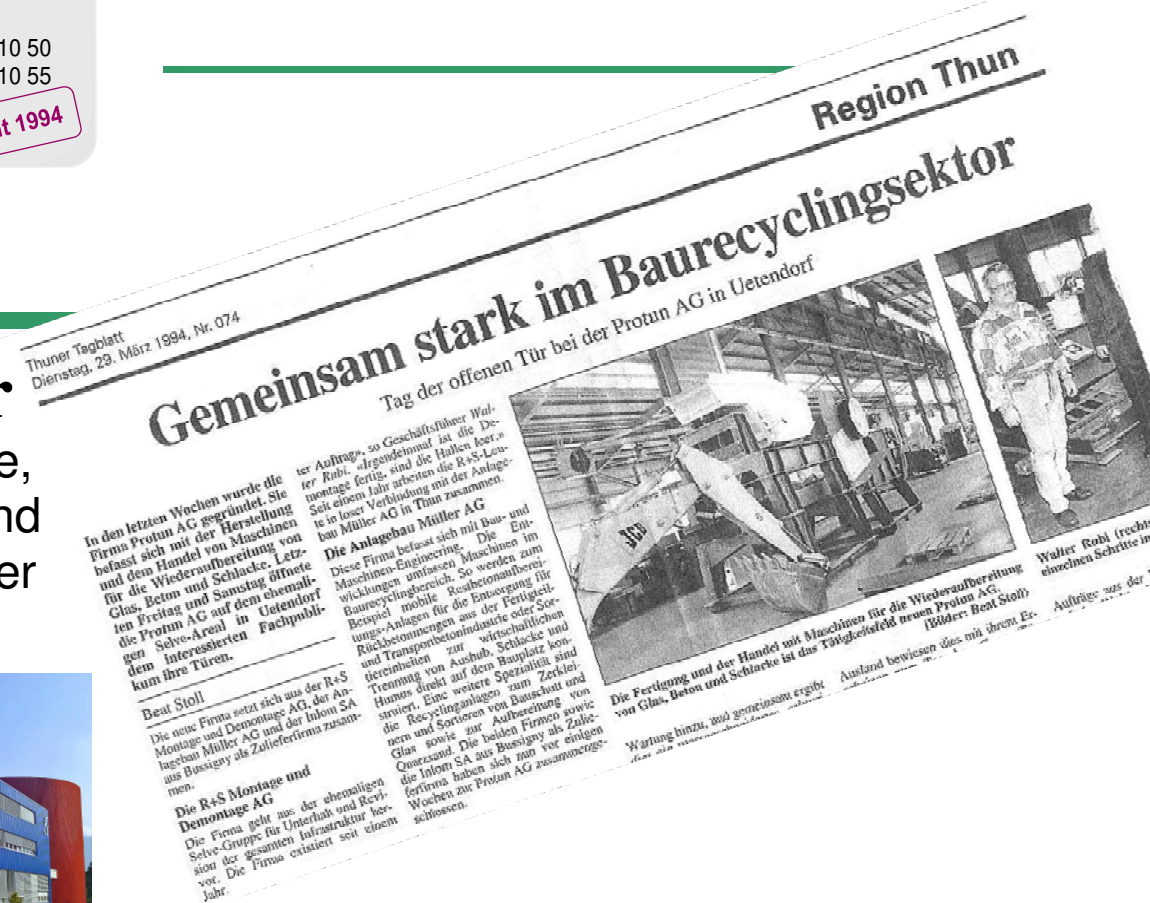 10 50
10 55
t 1994
r
e,
nd
er
Region Thun
Thuner Tagblatt
Dienstag, 29. März 1994, Nr. 074
Gemeinsam stark im Baurecyclingsektor
Tag der offenen Tür bei der Protun AG in Uetendorf
In den letzten Wochen wurde die
Firma Protun AG gegründet. Sie
befasst sich mit der Herstellung
und dem Handel von Maschinen
für die Wiederaufbereitung von
Glas, Beton und Schlacke. Letz-
ten Freitag und Samstag öffnete
die Protun AG auf dem ehemali-
gen Selve-Areal in Uetendorf
dem interessierten Fachpubli-
kum ihre Türen.
Beat Stoll
Die neue Firma setzt sich aus der R+S
Montage und Demontage AG, der An-
lagebau Müller AG und der Inlom SA
aus Bussigny als Zulieferfirma zusam-
men.
Die R+S Montage und
Demontage AG
Die Firma geht aus der ehemaligen
Selve-Gruppe für Unterhalt und Revi-
sion der gesamten Infrastruktur her-
vor. Die Firma existiert seit einem
Jahr.
ter Auftrag», so Geschäftsführer Wal-
ter Rubi. «Irgendeinmal ist die De-
montage fertig, sind die Hallen leer.»
Seit einem Jahr arbeiten die R+S-Leu-
te in loser Verbindung mit der Anlage-
bau Müller AG in Thun zusammen.
Die Anlagebau Müller AG
Diese Firma befasst sich mit Bau- und
Maschinen-Engineering. Die Ent-
wicklungen umfassen Maschinen im
Baurecyclingbereich. So werden zum
Beispiel mobile Restbetonaufberei-
tungs-Anlagen für die Entsorgung für
Rückbetonmengen aus der Fertigteil-
und Transportbetonindustrie oder Sor-
tiereinheiten zur wirtschaftlichen
Trennung von Aushub, Schlacke und
Humus direkt auf dem Bauplatz kon-
struiert. Eine weitere Spezialität sind
die Recyclinganlagen zum Zerklei-
nern und Sortieren von Bauschutt und
Glas sowie zur Aufbereitung von
Quarzsand. Die beiden Firmen sowie
die Inlom SA aus Bussigny als Zulie-
ferfirma haben sich nun vor einigen
Wochen zur Protun AG zusammenge-
schlossen.
Die Fertigung und der Handel mit Maschinen für die Wiederaufbereitung
von Glas, Beton und Schlacke ist das Tätigkeitsfeld neuen Protun AG.
(Bilder: Beat Stoll)
Walter Rubi (rechts
einzelnen Schritte in
Wartung hinzu, und gemeinsam ergibt
Ausland bewiesen dies mit ihrem Er-
Aufträge aus der